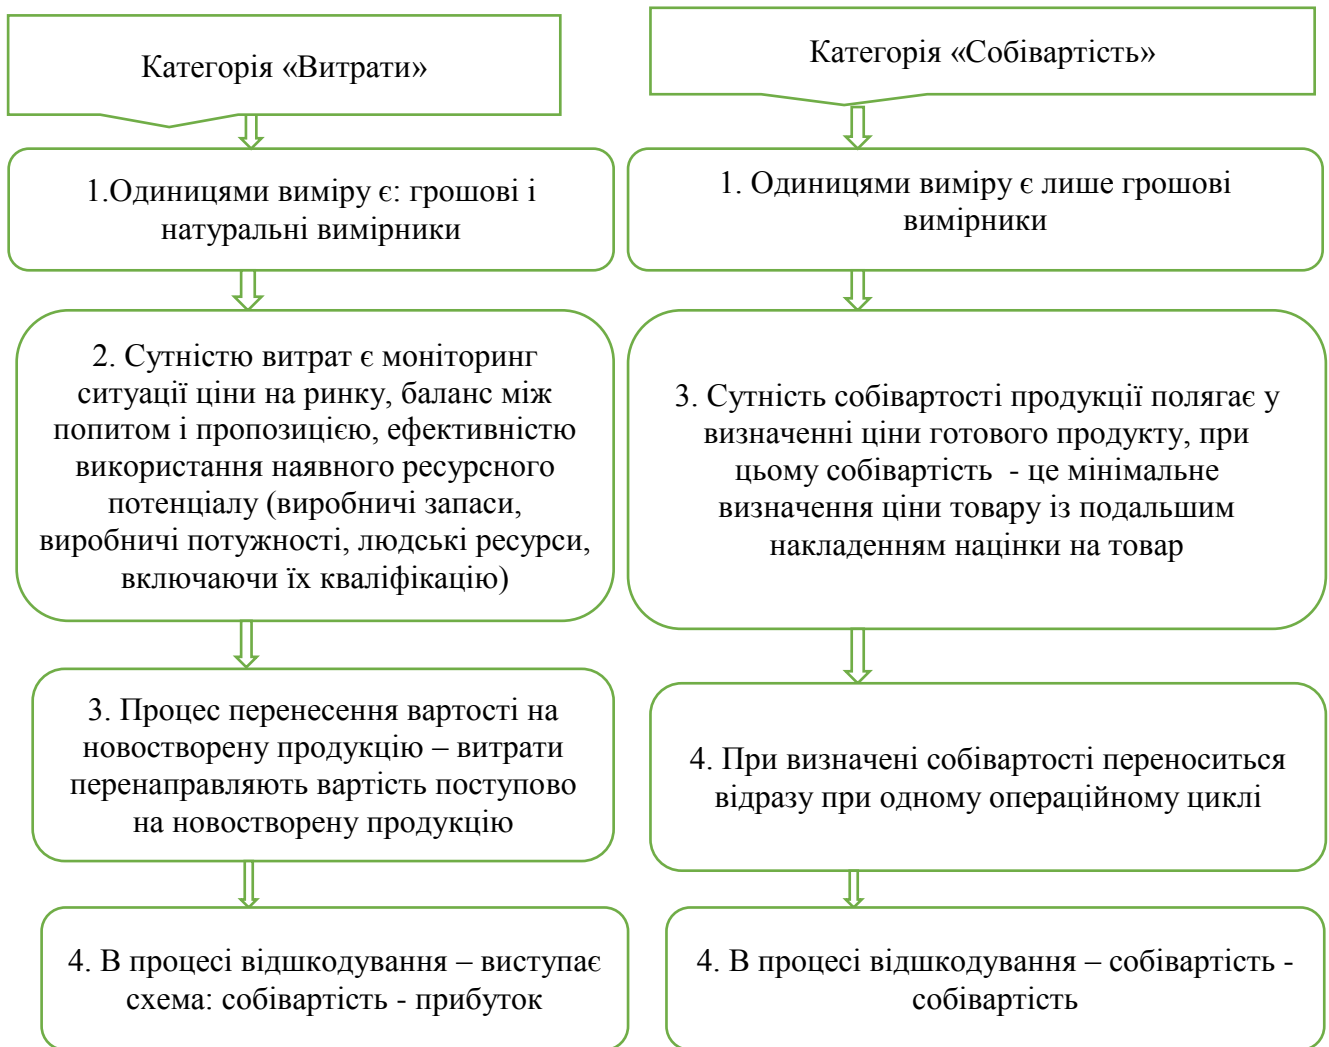 Категорія «Витрати»
1.Одиницями виміру є: грошові і
натуральні вимірники
2. Сутністю витрат є моніторинг
ситуації ціни на ринку, баланс між
попитом і пропозицією, ефективністю
використання наявного ресурсного
потенціалу (виробничі запаси,
виробничі потужності, людські ресурси,
включаючи їх кваліфікацію)
3. Процес перенесення вартості на
новостворену продукцію – витрати
перенаправляють вартість поступово
на новостворену продукцію
4. В процесі відшкодування – виступає
схема: собівартість - прибуток
Категорія «Собівартість»
1. Одиницями виміру є лише грошові
вимірники
3. Сутність собівартості продукції полягає у
визначенні ціни готового продукту, при
цьому собівартість - це мінімальне
визначення ціни товару із подальшим
накладенням націнки на товар
4. При визначені собівартості переноситься
відразу при одному операційному циклі
4. В процесі відшкодування – собівартість -
собівартість